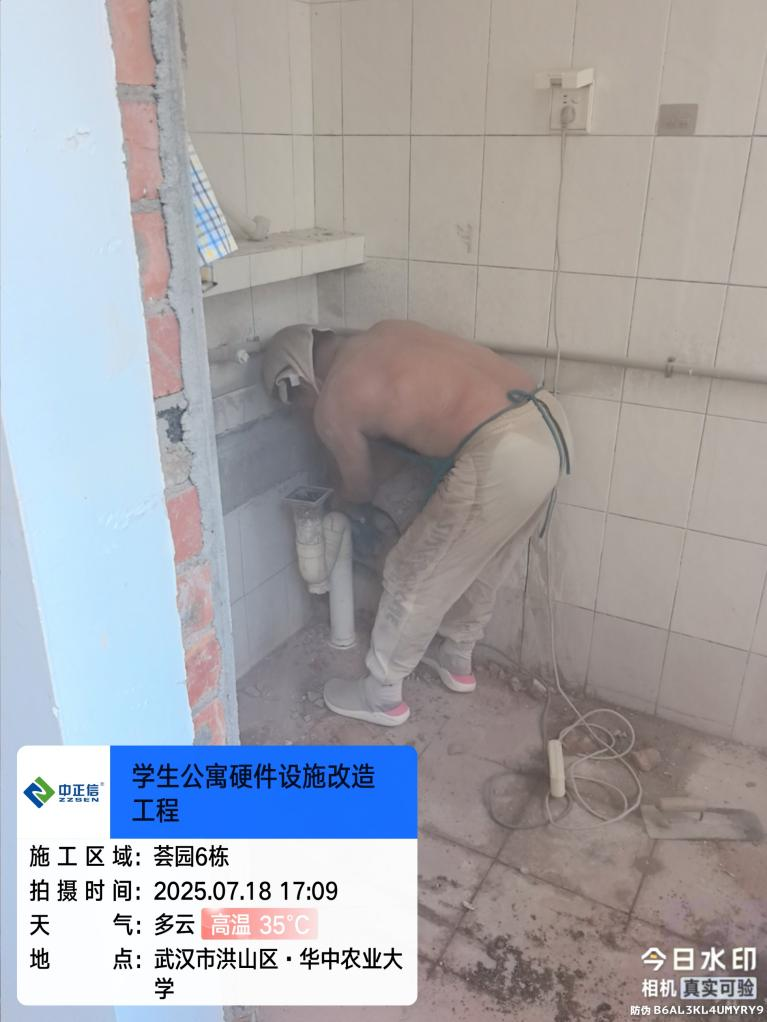 中正信®
ZZSEN
学生公寓硬件设施改造
工程
施工区域：荟园6栋
拍摄时间：2025.07.18 17:09
天气：多云 高温 35°C
地点：武汉市洪山区·华中农业大
学
今日水印
相机 真实可验
防伪 B6AL3KL4UMYRY9